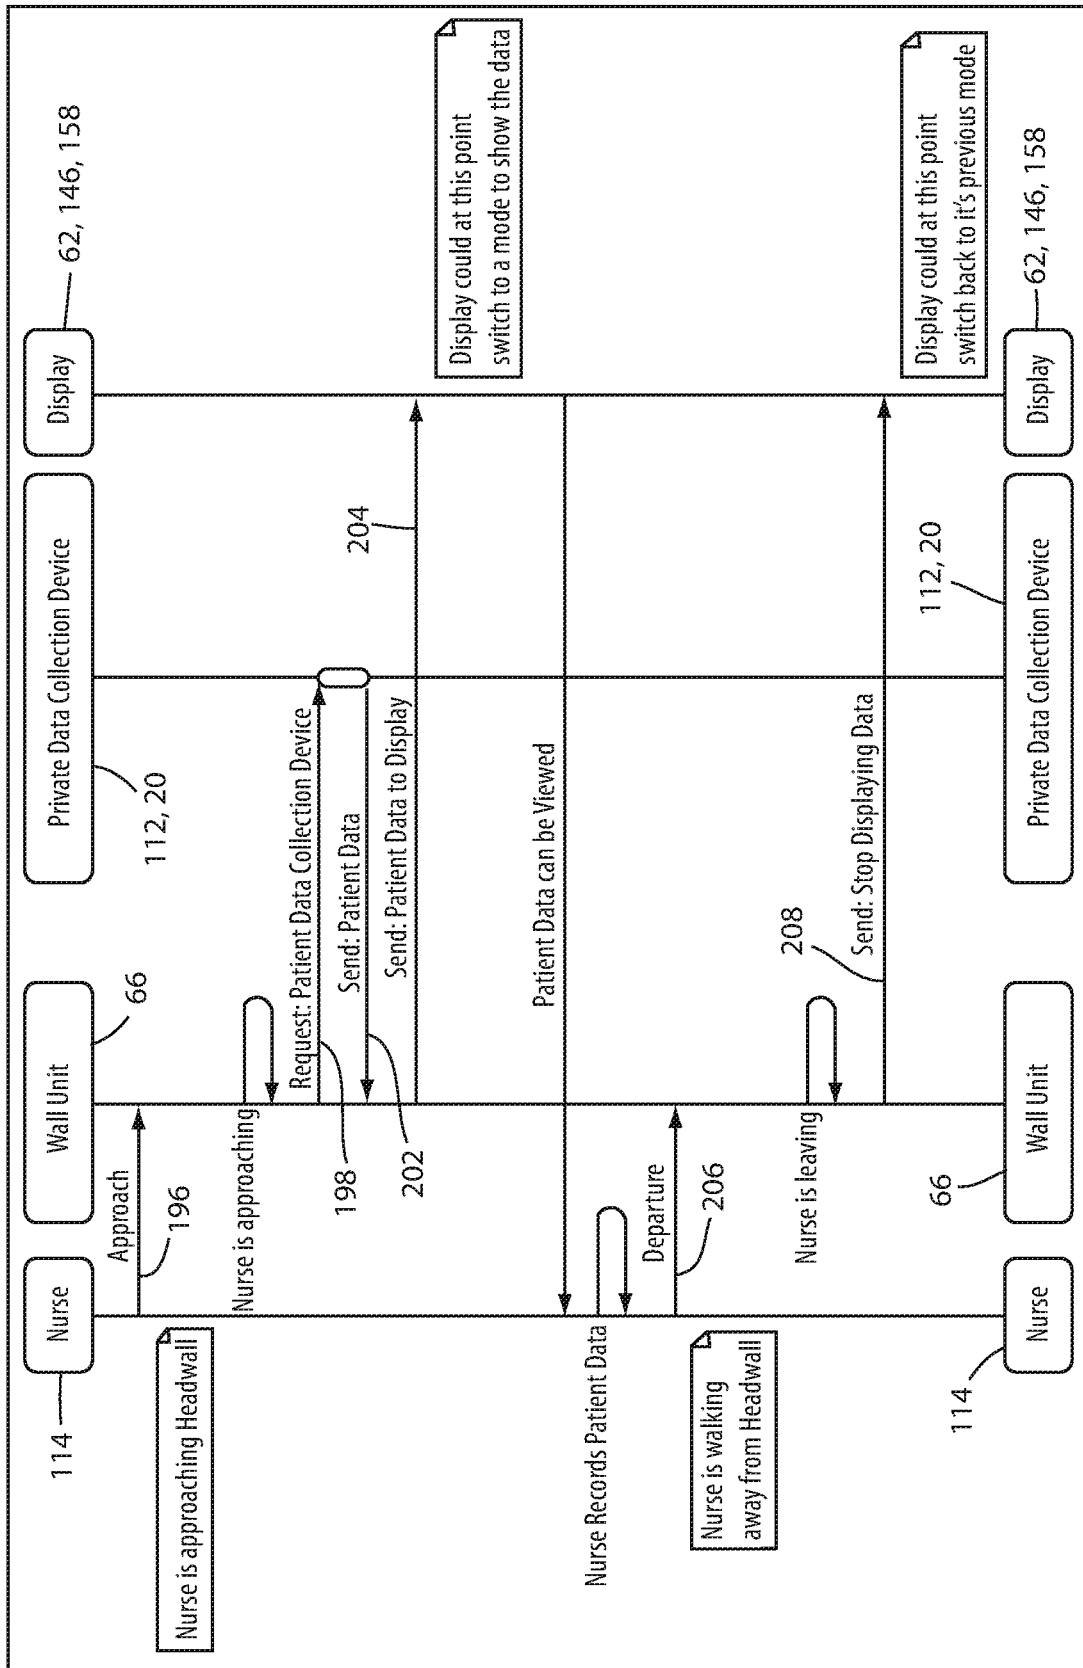 114
Nurse
66
Wall Unit
112, 20
Private Data Collection Device
Display
62, 146, 158
Nurse is approaching Headwall
Approach
196
Nurse is approaching
Request: Patient Data Collection Device
198
Send: Patient Data
202
Send: Patient Data to Display
204
Display could at this point
switch to a mode to show the data
Patient Data can be Viewed
Nurse Records Patient Data
Departure
206
Nurse is walking
away from Headwall
Nurse is leaving
208
Send: Stop Displaying Data
Display could at this point
switch back to it's previous mode
114
Nurse
66
Wall Unit
112, 20
Private Data Collection Device
Display
62, 146, 158